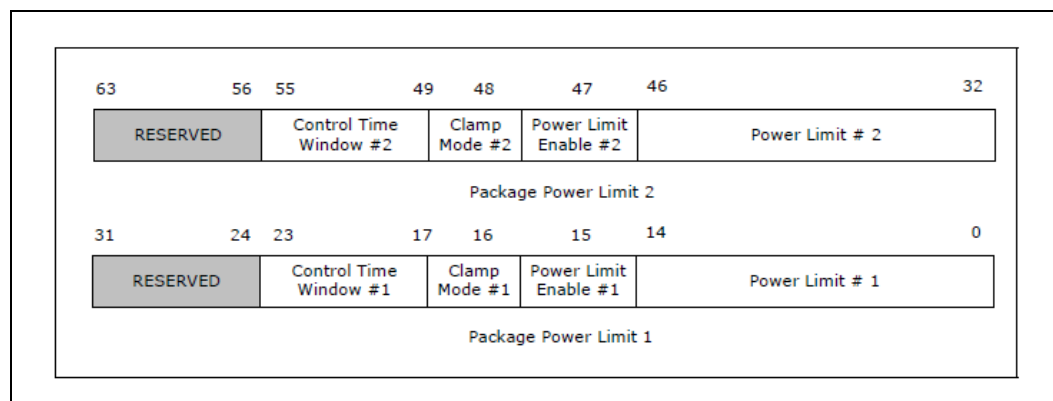 63 56 55 49 48 47 46 32
RESERVED Control Time Window #2 Clamp Mode #2 Power Limit Enable #2 Power Limit # 2
Package Power Limit 2
31 24 23 17 16 15 14 0
RESERVED Control Time Window #1 Clamp Mode #1 Power Limit Enable #1 Power Limit # 1
Package Power Limit 1